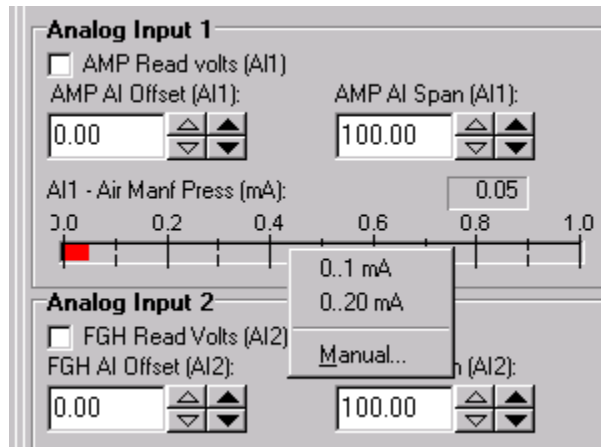 Analog Input 1
AMP Read volts (AI1)
AMP AI Offset (AI1): AMP AI Span (AI1):
0.00 100.00
AI1 - Air Manf Press (mA): 0.05
0.0 0.2 0.4 0.6 0.8 1.0
0..1 mA
0..20 mA
Manual...
Analog Input 2
FGH Read Volts (AI2)
FGH AI Offset (AI2): (AI2):
0.00 100.00